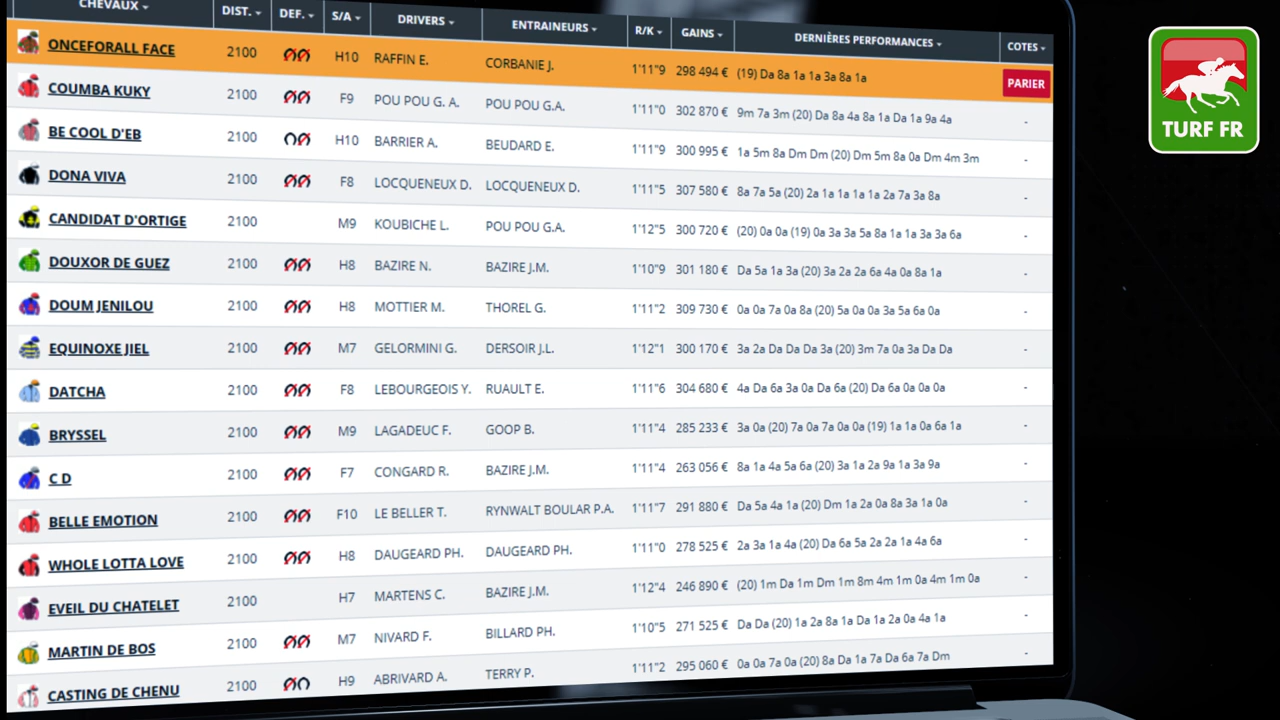 CHEVAUX DIST. DEF. S/A DRIVERS ENTRAINEURS R/K GAINS DERNIÈRES PERFORMANCES COTES
ONCEFORALL FACE 2100 H10 RAFFIN E. CORBANIE J. 1'11"9 298 494 € (19) Da 8a 1a 1a 3a 8a 1a PARIER
COUMBA KUKY 2100 F9 POU POU G. A. POU POU G.A. 1'11"0 302 870 € 9m 7a 3m (20) Da 8a 4a 8a 1a Da 1a 9a 4a -
BE COOL D'EB 2100 H10 BARRIER A. BEUDARD E. 1'11"9 300 995 € 1a 5m 8a Dm Dm (20) Dm 5m 8a 0a Dm 4m 3m -
DONA VIVA 2100 F8 LOCQUENEUX D. LOCQUENEUX D. 1'11"5 307 580 € 8a 7a 5a (20) 2a 1a 1a 1a 1a 2a 7a 3a 8a -
CANDIDAT D'ORTIGE 2100 M9 KOUBICHE L. POU POU G.A. 1'12"5 300 720 € (20) 0a 0a (19) 0a 3a 3a 5a 8a 1a 1a 3a 3a 6a -
DOUXOR DE GUEZ 2100 H8 BAZIRE N. BAZIRE J.M. 1'10"9 301 180 € Da 5a 1a 3a (20) 3a 2a 2a 6a 4a 0a 8a 1a -
DOUM JENILOU 2100 H8 MOTTIER M. THOREL G. 1'11"2 309 730 € 0a 0a 7a 0a 8a (20) 5a 0a 0a 3a 5a 6a 0a -
EQUINOXE JIEL 2100 M7 GELORMINI G. DERSOIR J.L. 1'12"1 300 170 € 3a 2a Da Da Da 3a (20) 3m 7a 0a 3a Da Da -
DATCHA 2100 F8 LEBOURGEOIS Y. RUAULT E. 1'11"6 304 680 € 4a Da 6a 3a 0a Da 6a (20) Da 6a 0a 0a 0a -
BRYSSEL 2100 M9 LAGADEUC F. GOOP B. 1'11"4 285 233 € 3a 0a (20) 7a 0a 7a 0a 0a (19) 1a 1a 0a 6a 1a -
C D 2100 F7 CONGARD R. BAZIRE J.M. 1'11"4 263 056 € 8a 1a 4a 5a 6a (20) 3a 1a 2a 9a 1a 3a 9a -
BELLE EMOTION 2100 F10 LE BELLER T. RYNWALT BOULAR P.A. 1'11"7 291 880 € Da 5a 4a 1a (20) Dm 1a 2a 0a 8a 3a 1a 0a -
WHOLE LOTTA LOVE 2100 H8 DAUGEARD PH. DAUGEARD PH. 1'11"0 278 525 € 2a 3a 1a 4a (20) Da 6a 5a 2a 2a 1a 4a 6a -
EVEIL DU CHATELET 2100 H7 MARTENS C. BAZIRE J.M. 1'12"4 246 890 € (20) 1m Da 1m Dm 1m 8m 4m 1m 0a 4m 1m 0a -
MARTIN DE BOS 2100 M7 NIVARD F. BILLARD PH. 1'10"5 271 525 € Da Da (20) 1a 2a 8a 1a Da 1a 2a 0a 4a 1a -
CASTING DE CHENU 2100 H9 ABRIVARD A. TERRY P. 1'11"2 295 060 € 0a 0a 7a 0a (20) 8a Da 1a 7a Da 6a 7a Dm -
TURF FR